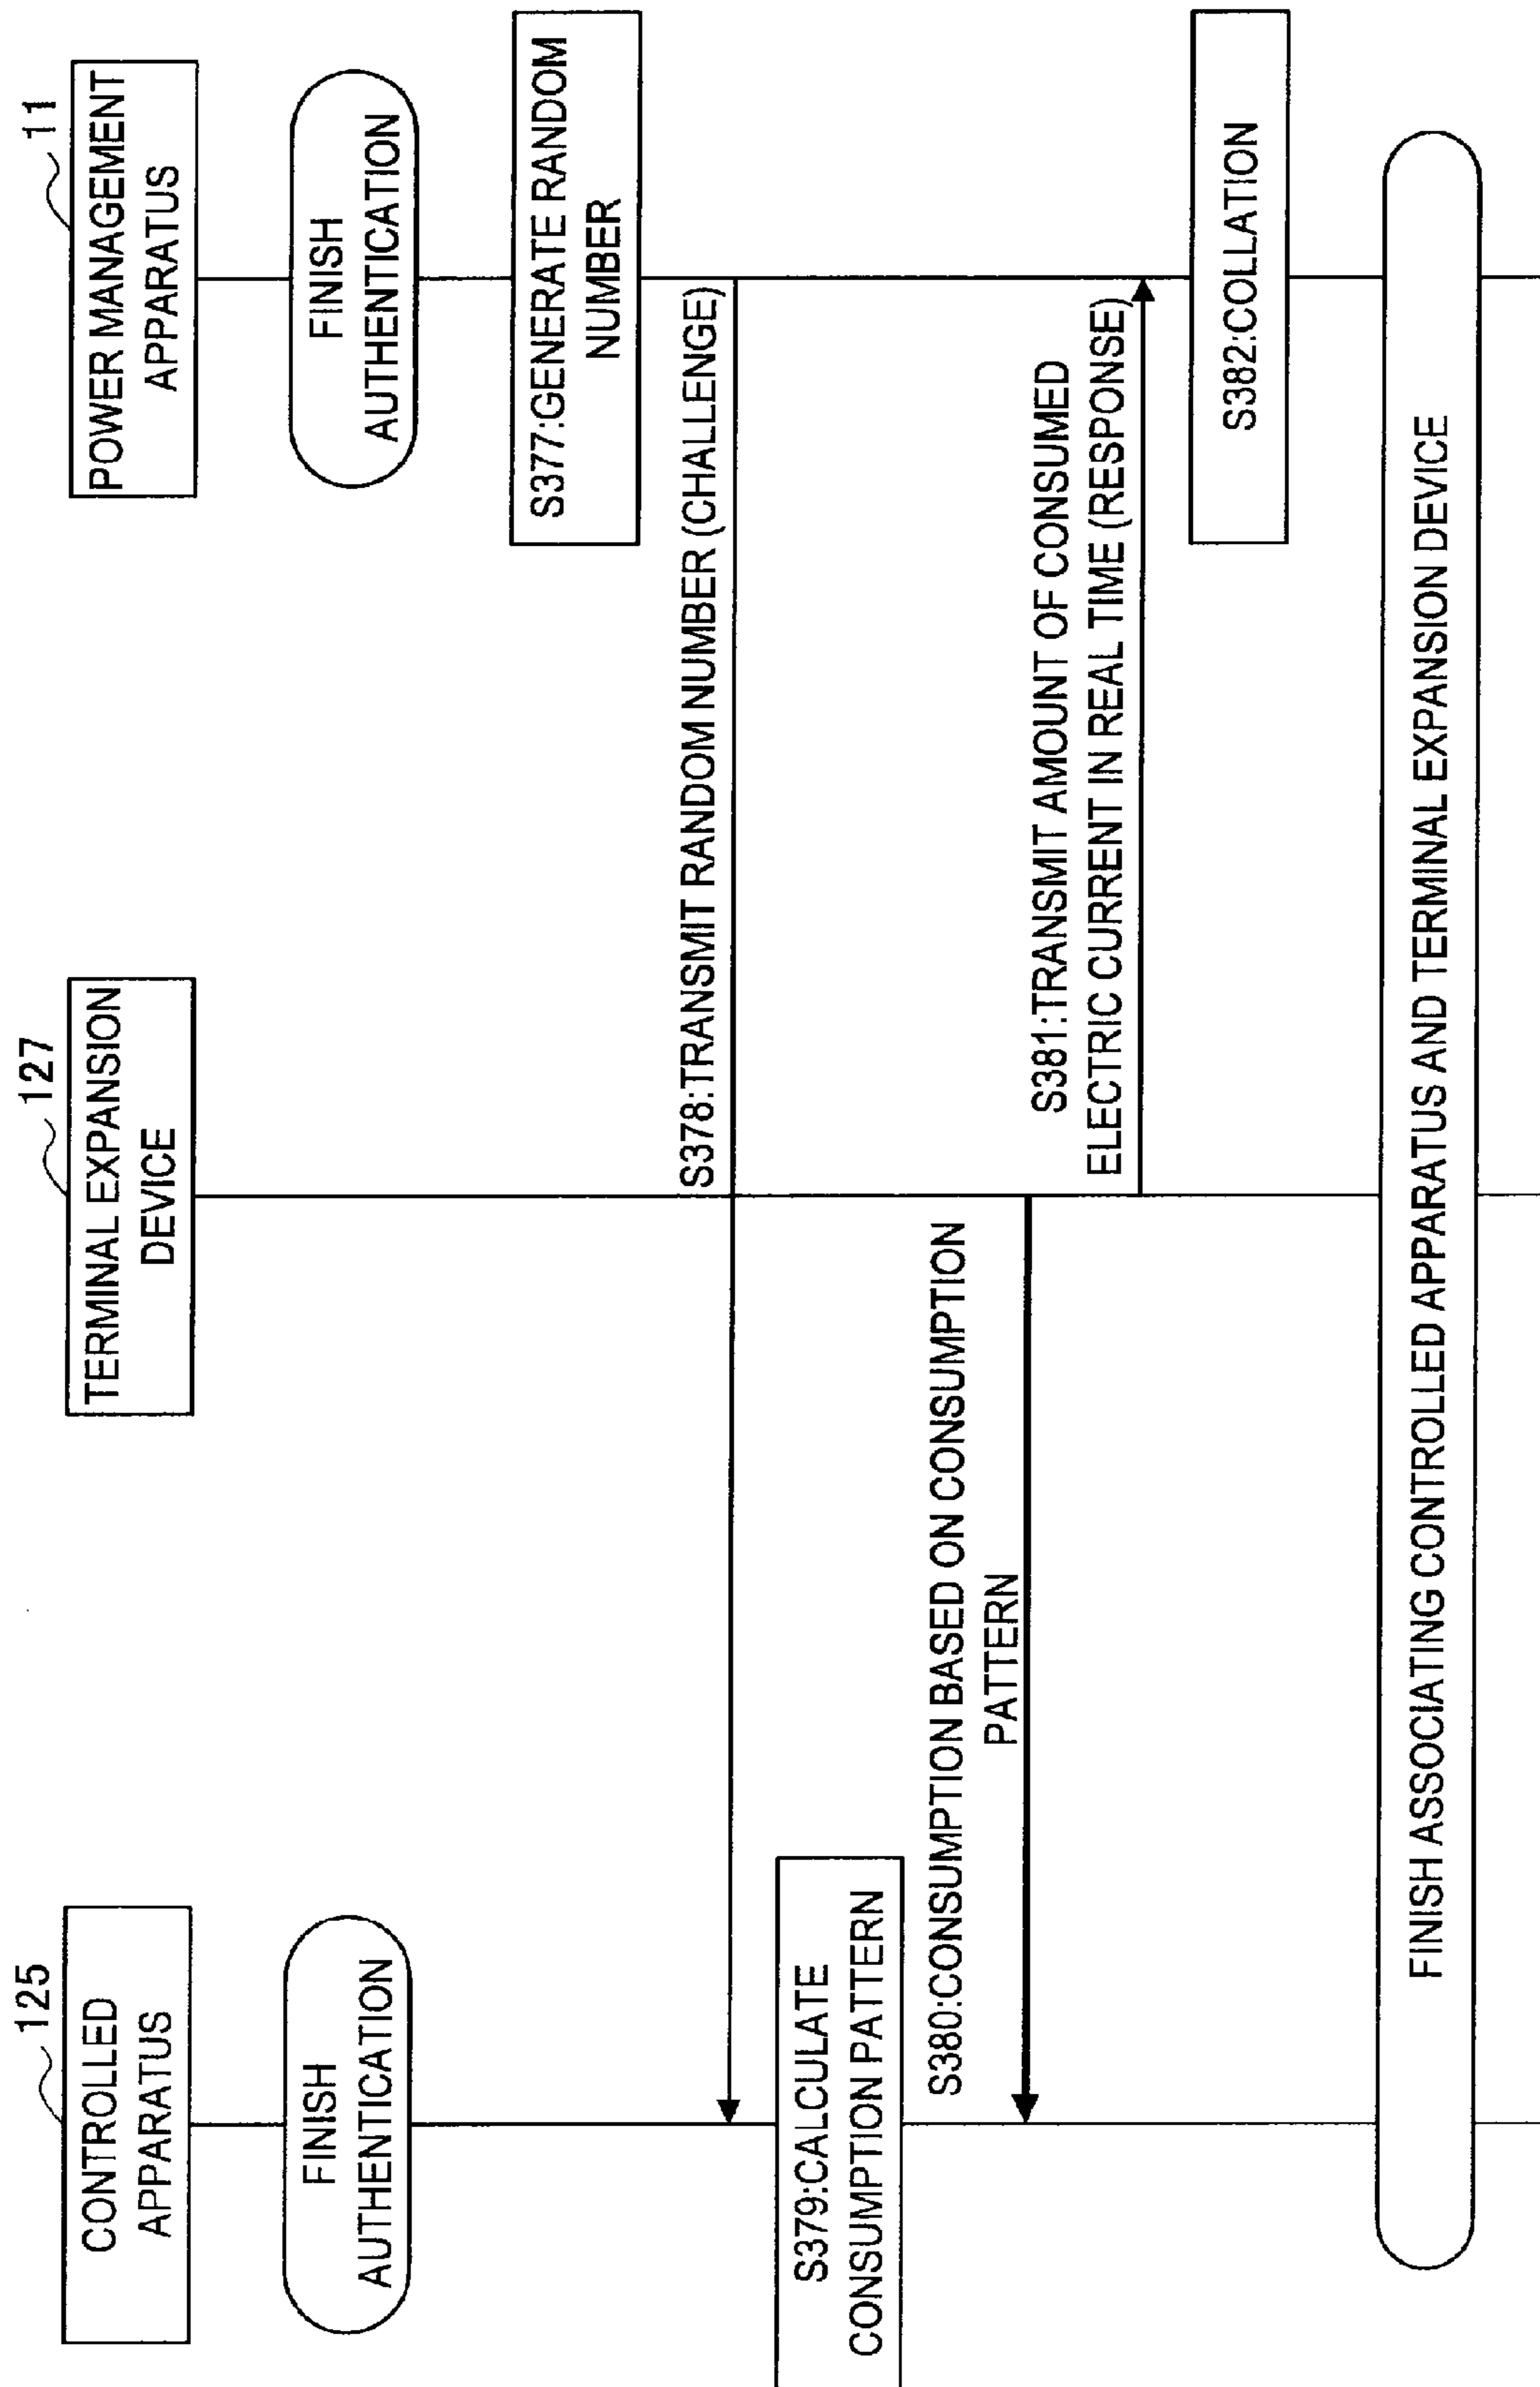 125
CONTROLLED
APPARATUS
127
TERMINAL EXPANSION
DEVICE
11
POWER MANAGEMENT
APPARATUS
FINISH
AUTHENTICATION
FINISH
AUTHENTICATION
S377:GENERATE RANDOM
NUMBER
S378:TRANSMIT RANDOM NUMBER (CHALLENGE)
S379:CALCULATE
CONSUMPTION PATTERN
S380:CONSUMPTION BASED ON CONSUMPTION
PATTERN
S381:TRANSMIT AMOUNT OF CONSUMED
ELECTRIC CURRENT IN REAL TIME (RESPONSE)
S382:COLLATION
FINISH ASSOCIATING CONTROLLED APPARATUS AND TERMINAL EXPANSION DEVICE